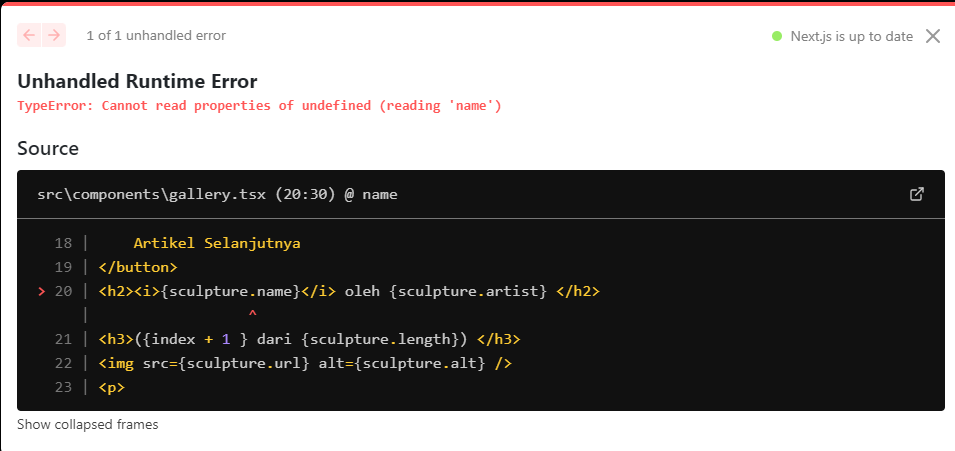 1 of 1 unhandled error
Next.js is up to date
Unhandled Runtime Error
TypeError: Cannot read properties of undefined (reading 'name')
Source
src\components\gallery.tsx (20:30) @ name
18 |     Artikel Selanjutnya
19 | </button>
> 20 | <h2><i>{sculpture.name}</i> oleh {sculpture.artist} </h2>
|                  ^
21 | <h3>({index + 1 } dari {sculpture.length}) </h3>
22 | <img src={sculpture.url} alt={sculpture.alt} />
23 | <p>
Show collapsed frames